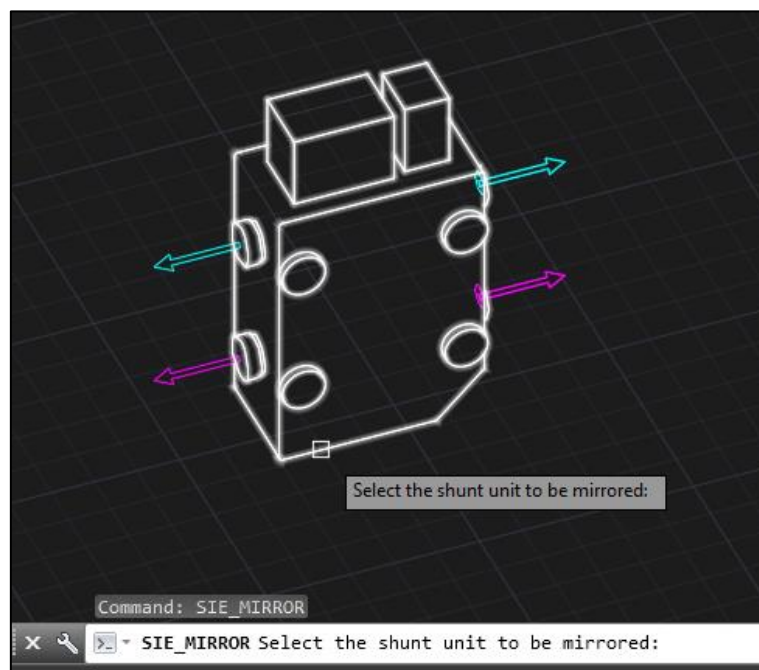 Select the shunt unit to be mirrored:
Command: SIE_MIRROR
SIE_MIRROR Select the shunt unit to be mirrored: